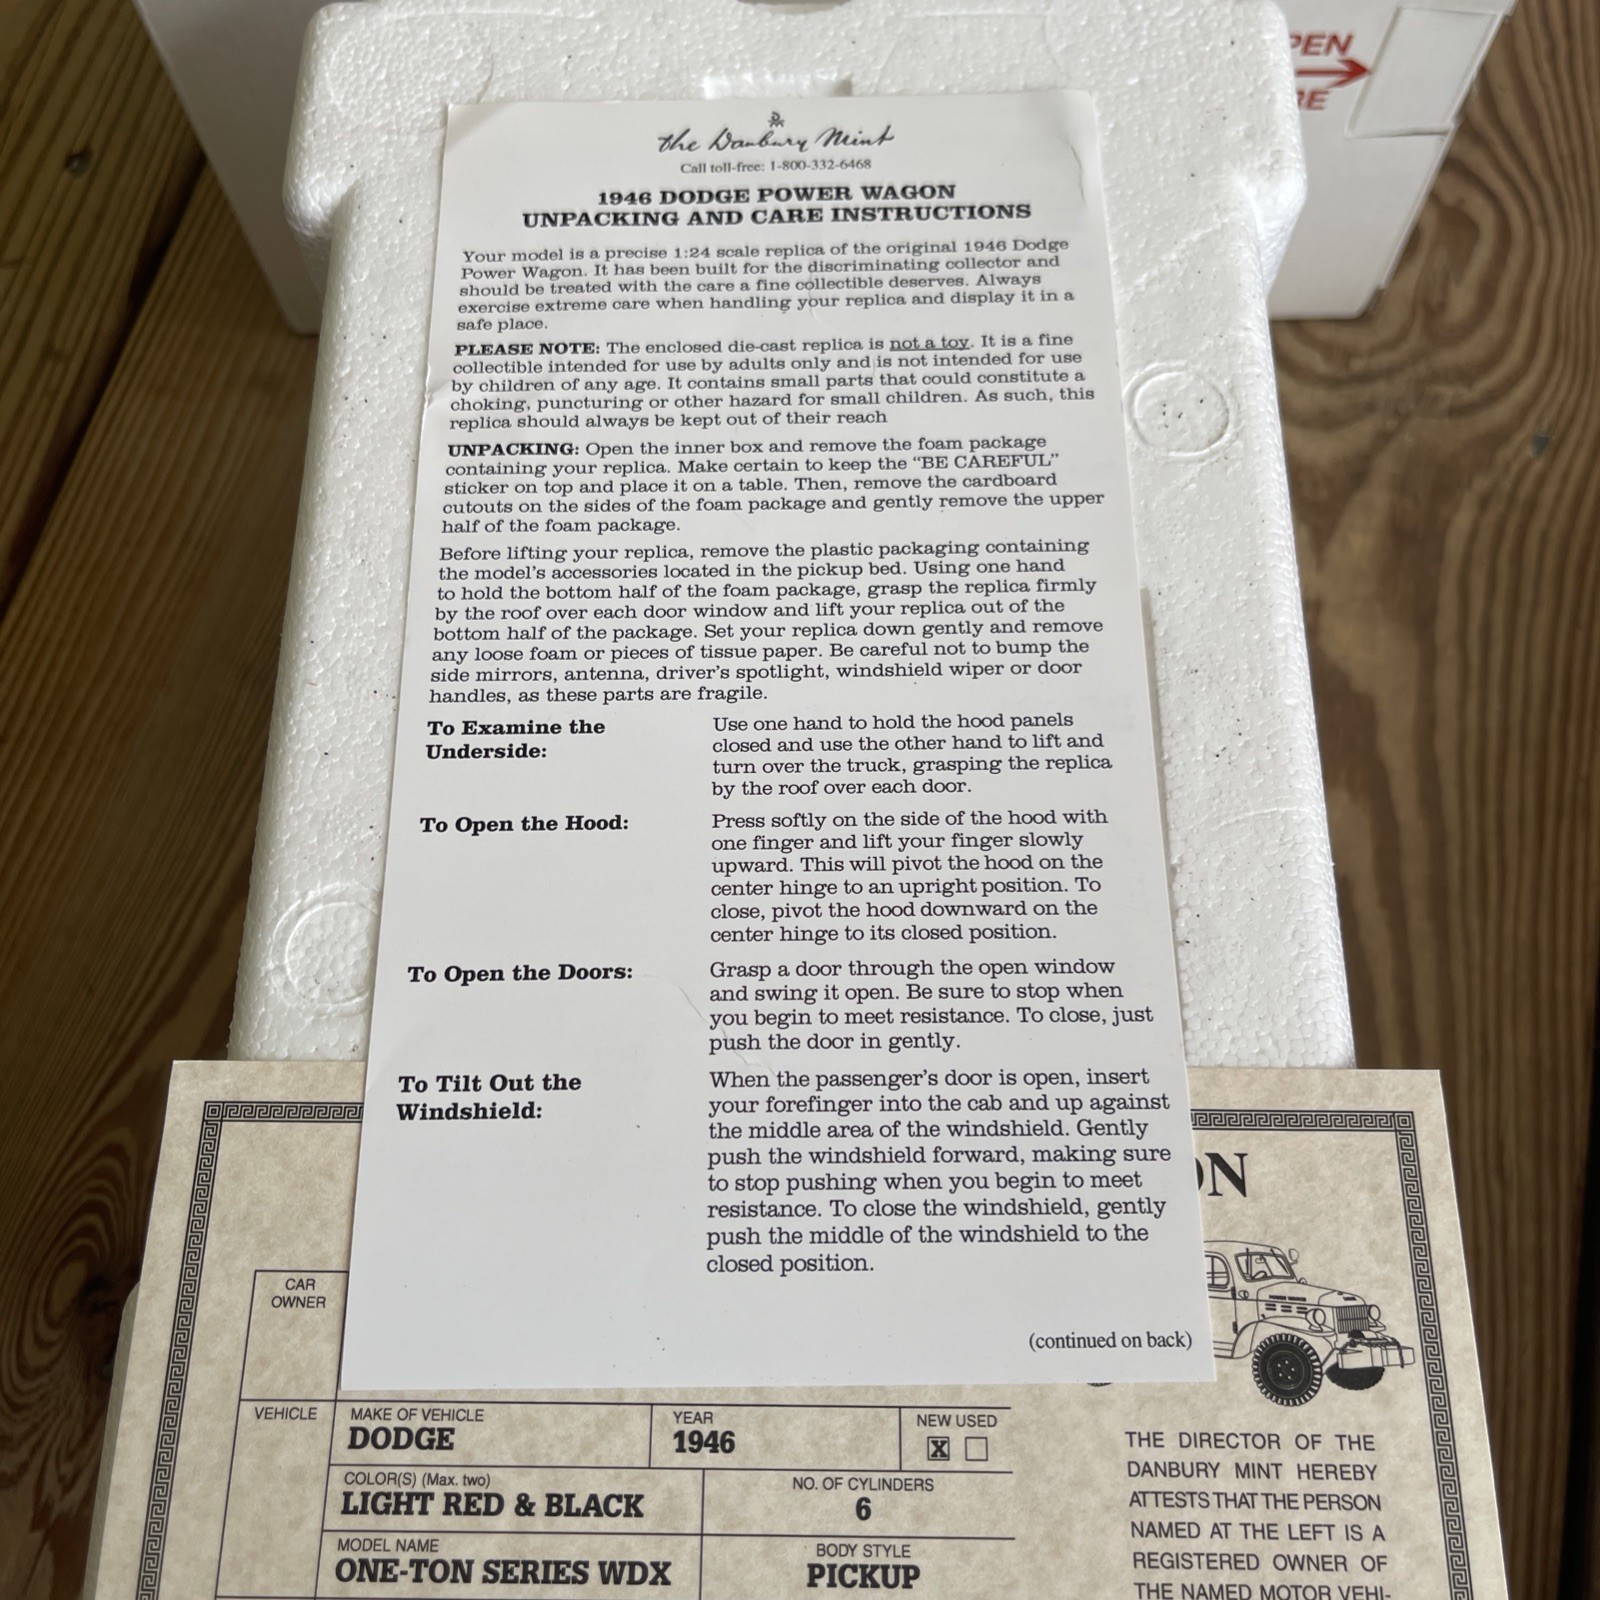 PEN
RE
the Danbury Mint
Call toll-free: 1-800-332-6468
1946 DODGE POWER WAGON
UNPACKING AND CARE INSTRUCTIONS
Your model is a precise 1:24 scale replica of the original 1946 Dodge
Power Wagon. It has been built for the discriminating collector and
should be treated with the care a fine collectible deserves. Always
exercise extreme care when handling your replica and display it in a
safe place.
PLEASE NOTE: The enclosed die-cast replica is not a toy. It is a fine
collectible intended for use by adults only and is not intended for use
by children of any age. It contains small parts that could constitute a
choking, puncturing or other hazard for small children. As such, this
replica should always be kept out of their reach
UNPACKING: Open the inner box and remove the foam package
containing your replica. Make certain to keep the “BE CAREFUL”
sticker on top and place it on a table. Then, remove the cardboard
cutouts on the sides of the foam package and gently remove the upper
half of the foam package.
Before lifting your replica, remove the plastic packaging containing
the model's accessories located in the pickup bed. Using one hand
to hold the bottom half of the foam package, grasp the replica firmly
by the roof over each door window and lift your replica out of the
bottom half of the package. Set your replica down gently and remove
any loose foam or pieces of tissue paper. Be careful not to bump the
side mirrors, antenna, driver's spotlight, windshield wiper or door
handles, as these parts are fragile.
To Examine the
Underside:
Use one hand to hold the hood panels
closed and use the other hand to lift and
turn over the truck, grasping the replica
by the roof over each door.
To Open the Hood:
Press softly on the side of the hood with
one finger and lift your finger slowly
upward. This will pivot the hood on the
center hinge to an upright position. To
close, pivot the hood downward on the
center hinge to its closed position.
To Open the Doors:
Grasp a door through the open window
and swing it open. Be sure to stop when
you begin to meet resistance. To close, just
push the door in gently.
To Tilt Out the
Windshield:
When the passenger's door is open, insert
your forefinger into the cab and up against
the middle area of the windshield. Gently
push the windshield forward, making sure
to stop pushing when you begin to meet
resistance. To close the windshield, gently
push the middle of the windshield to the
closed position.
(continued on back)
ON
CAR
OWNER
VEHICLE
MAKE OF VEHICLE
DODGE
YEAR
1946
NEW USED
X
COLOR(S) (Max. two)
LIGHT RED & BLACK
NO. OF CYLINDERS
6
MODEL NAME
ONE-TON SERIES WDX
BODY STYLE
PICKUP
THE DIRECTOR OF THE
DANBURY MINT HEREBY
ATTESTS THAT THE PERSON
NAMED AT THE LEFT IS A
REGISTERED OWNER OF
THE NAMED MOTOR VEHI-